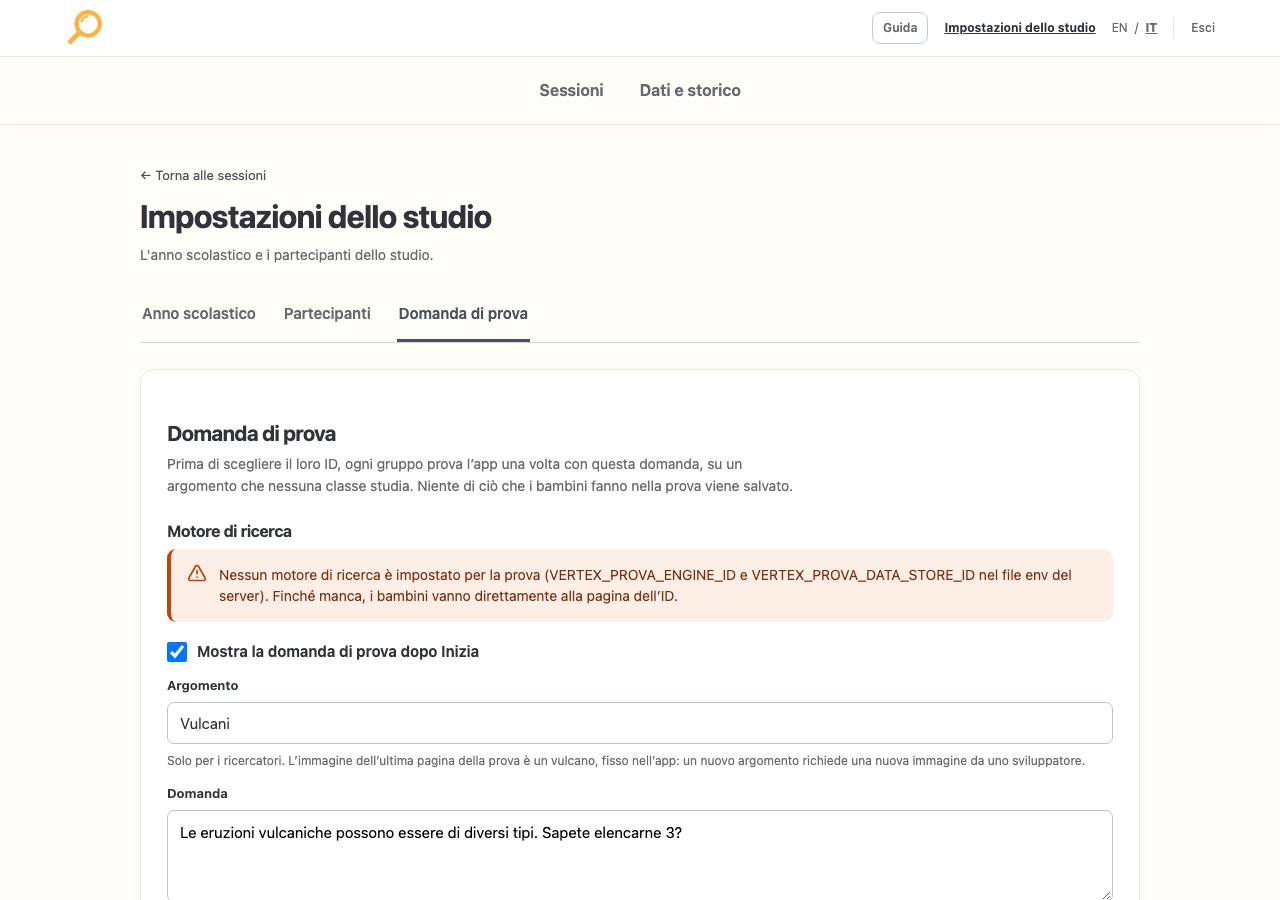 Guida
Impostazioni dello studio
EN / IT
Esci
Sessioni
Dati e storico
← Torna alle sessioni
Impostazioni dello studio
L'anno scolastico e i partecipanti dello studio.
Anno scolastico
Partecipanti
Domanda di prova
Domanda di prova
Prima di scegliere il loro ID, ogni gruppo prova l’app una volta con questa domanda, su un
argomento che nessuna classe studia. Niente di ciò che i bambini fanno nella prova viene salvato.
Motore di ricerca
Nessun motore di ricerca è impostato per la prova (VERTEX_PROVA_ENGINE_ID e VERTEX_PROVA_DATA_STORE_ID nel file env del
server). Finché manca, i bambini vanno direttamente alla pagina dell’ID.
Mostra la domanda di prova dopo Inizia
Argomento
Vulcani
Solo per i ricercatori. L’immagine dell’ultima pagina della prova è un vulcano, fisso nell’app: un nuovo argomento richiede una nuova immagine da uno sviluppatore.
Domanda
Le eruzioni vulcaniche possono essere di diversi tipi. Sapete elencarne 3?